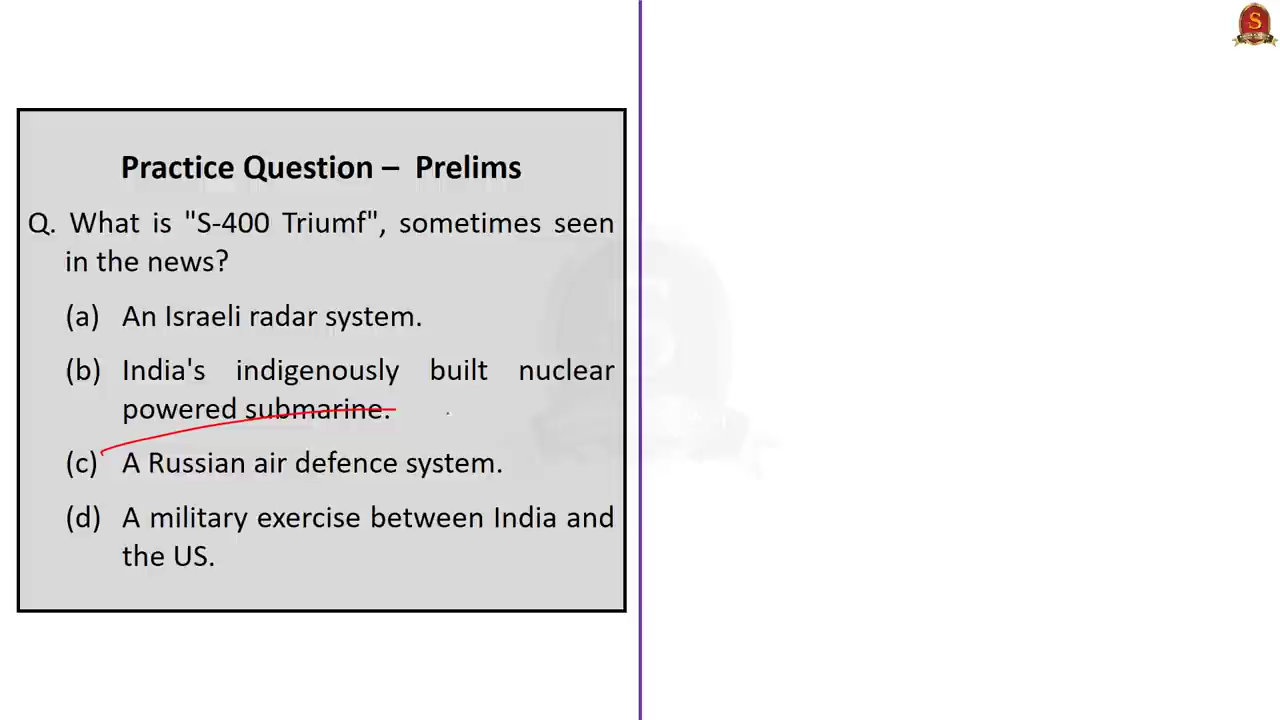 S
Practice Question – Prelims
Q. What is "S-400 Triumf", sometimes seen
in the news?
(a) An Israeli radar system.
(b) India's indigenously built nuclear
powered submarine.
(c) A Russian air defence system.
(d) A military exercise between India and
the US.